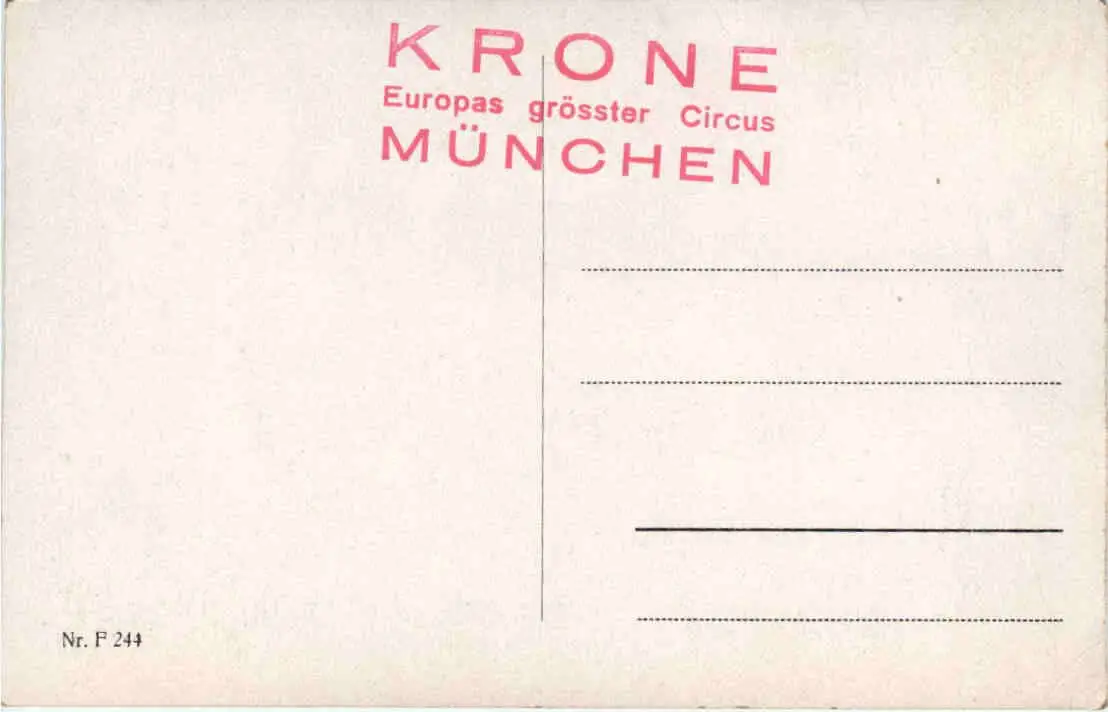 KRONE
Europas grösster Circus
MÜNCHEN
Nr. F 244